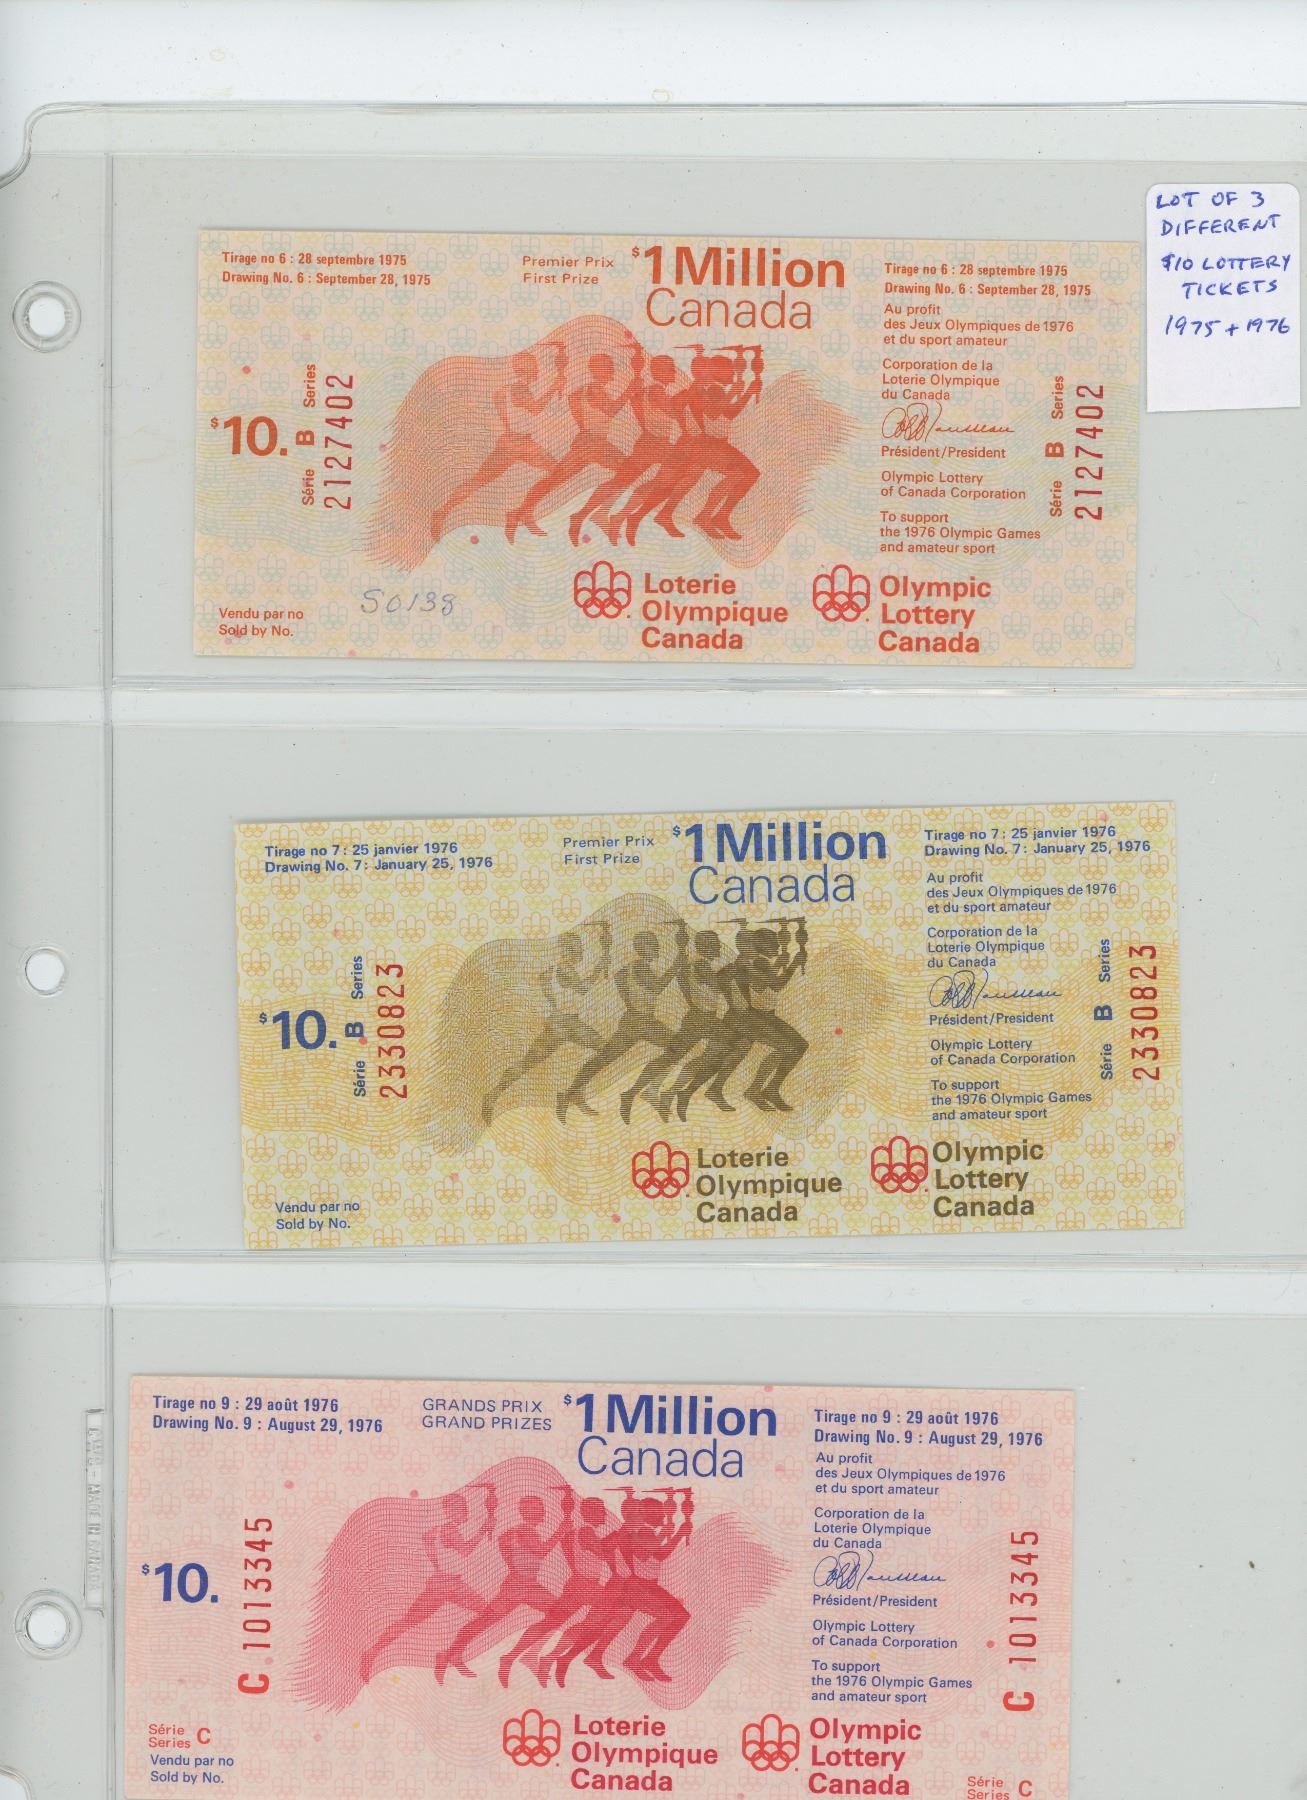 LOT OF 3
DIFFERENT
$10 LOTTERY
TICKETS
1975 + 1976
Tirage no 6 : 28 septembre 1975
Drawing No. 6 : September 28, 1975
Premier Prix
First Prize
$1 Million
Canada
Tirage no 6 : 28 septembre 1975
Drawing No. 6 : September 28, 1975
Au profit
des Jeux Olympiques de 1976
et du sport amateur
Corporation de la
Loterie Olympique
du Canada
Président/President
Olympic Lottery
of Canada Corporation
To support
the 1976 Olympic Games
and amateur sport
$10.
Série B Series
2127402
Série B Series
2127402
Vendu par no
Sold by No.
50138
Loterie
Olympique
Canada
Olympic
Lottery
Canada
Tirage no 7 : 25 janvier 1976
Drawing No. 7 : January 25, 1976
Premier Prix
First Prize
$1 Million
Canada
Tirage no 7 : 25 janvier 1976
Drawing No. 7 : January 25, 1976
Au profit
des Jeux Olympiques de 1976
et du sport amateur
Corporation de la
Loterie Olympique
du Canada
Président/President
Olympic Lottery
of Canada Corporation
To support
the 1976 Olympic Games
and amateur sport
$10.
Série B Series
2330823
Série B Series
2330823
Vendu par no
Sold by No.
Loterie
Olympique
Canada
Olympic
Lottery
Canada
Tirage no 9 : 29 août 1976
Drawing No. 9 : August 29, 1976
GRANDS PRIX
GRAND PRIZES
$1 Million
Canada
Tirage no 9 : 29 août 1976
Drawing No. 9 : August 29, 1976
Au profit
des Jeux Olympiques de 1976
et du sport amateur
Corporation de la
Loterie Olympique
du Canada
Président/President
Olympic Lottery
of Canada Corporation
To support
the 1976 Olympic Games
and amateur sport
$10.
C 1013345
C 1013345
Série
Series C
Vendu par no
Sold by No.
Loterie
Olympique
Canada
Olympic
Lottery
Canada
Série
Series C
MADE IN CANADA